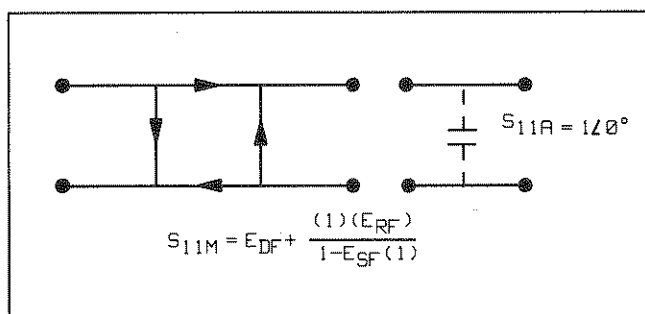 S11A = 1∠0°
S11M = EDF + (1)(ERF) / 1-ESF(1)